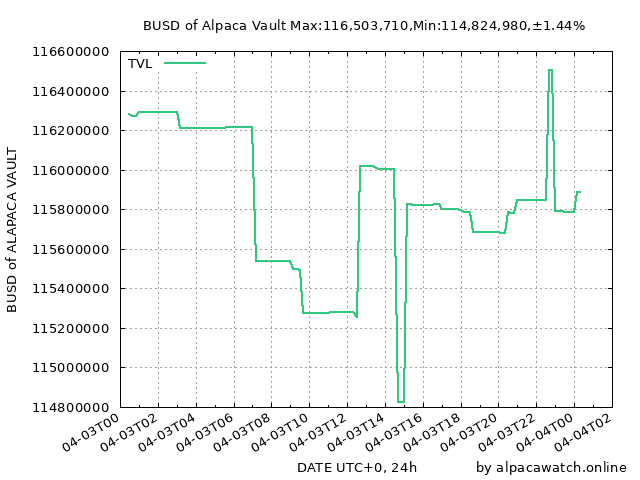 BUSD of Alpaca Vault Max:116,503,710,Min:114,824,980,±1.44%
TVL
116600000
116400000
116200000
116000000
115800000
115600000
115400000
115200000
115000000
114800000
BUSD of ALAPACA VAULT
04-03T00
04-03T02
04-03T04
04-03T06
04-03T08
04-03T10
04-03T12
04-03T14
04-03T16
04-03T18
04-03T20
04-03T22
04-04T00
04-04T02
DATE UTC+0, 24h
by alpacawatch.online